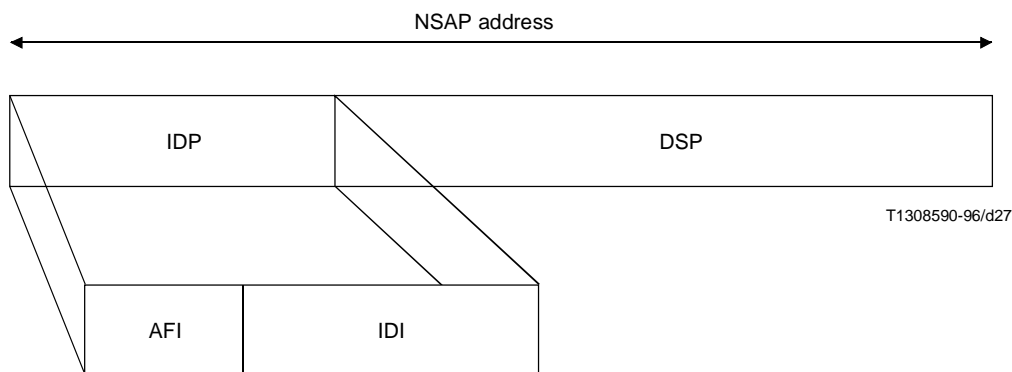 NSAP address
IDP
DSP
T1308590-96/d27
AFI
IDI